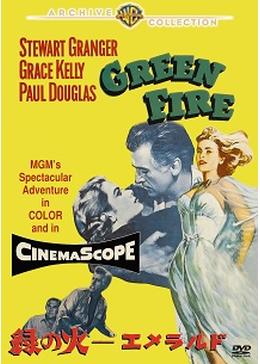 ARCHIVE WB COLLECTION
STEWART GRANGER
GRACE KELLY
PAUL DOUGLAS
GREEN
FIRE
MGM's
Spectacular
Adventure
in
COLOR
and in
CINEMASCOPE
緑の火―エメラルド
DVD